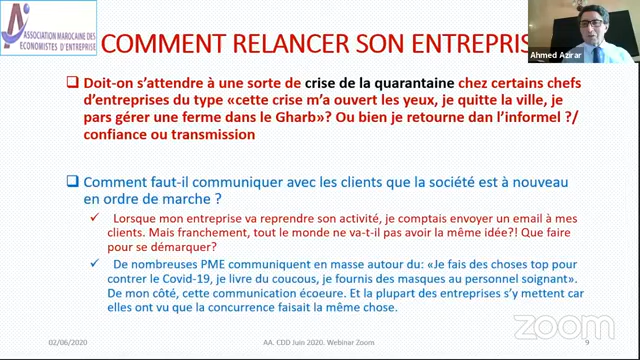 ASSOCIATION MAROCAINE DES
ECONOMISTES D'ENTREPRISE
COMMENT RELANCER SON ENTREPRIS
Ahmed Azirar
Doit-on s'attendre à une sorte de crise de la quarantaine chez certains chefs
d'entreprises du type «cette crise m'a ouvert les yeux, je quitte la ville, je
pars gérer une ferme dans le Gharb»? Ou bien je retourne dan l'informel ?/
confiance ou transmission
Comment faut-il communiquer avec les clients que la société est à nouveau
en ordre de marche ?
Lorsque mon entreprise va reprendre son activité, je comptais envoyer un email à mes
clients. Mais franchement, tout le monde ne va-t-il pas avoir la même idée?! Que faire
pour se démarquer?
De nombreuses PME communiquent en masse autour du: «Je fais des choses top pour
contrer le Covid-19, je livre du coucous, je fournis des masques au personnel soignant».
De mon côté, cette communication écoeure. Et la plupart des entreprises s'y mettent car
elles ont vu que la concurrence faisait la même chose.
02/06/2020
AA. CDD Juin 2020. Webinar Zoom
9
zoom